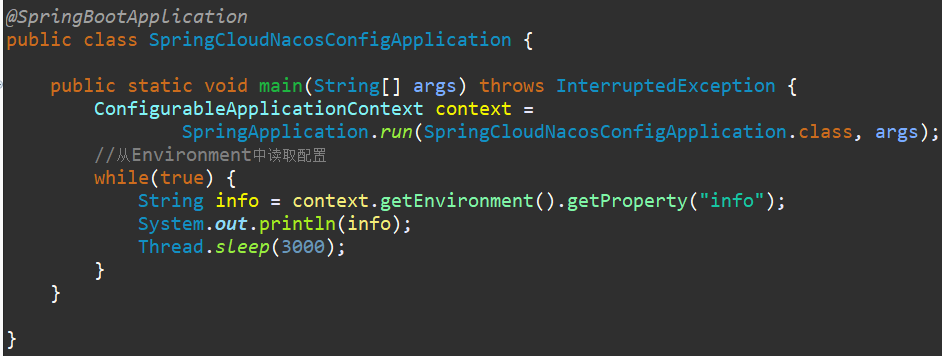 @SpringBootApplication
public class SpringCloudNacosConfigApplication {
public static void main(String[] args) throws InterruptedException {
ConfigurableApplicationContext context =
SpringApplication.run(SpringCloudNacosConfigApplication.class, args);
//从Environment中读取配置
while(true) {
String info = context.getEnvironment().getProperty("info");
System.out.println(info);
Thread.sleep(3000);
}
}
}